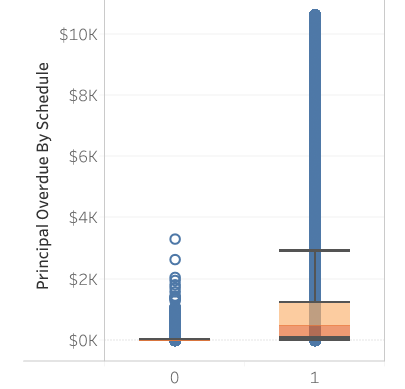 Principal Overdue By Schedule
$10K
$8K
$6K
$4K
$2K
$0K
0 1